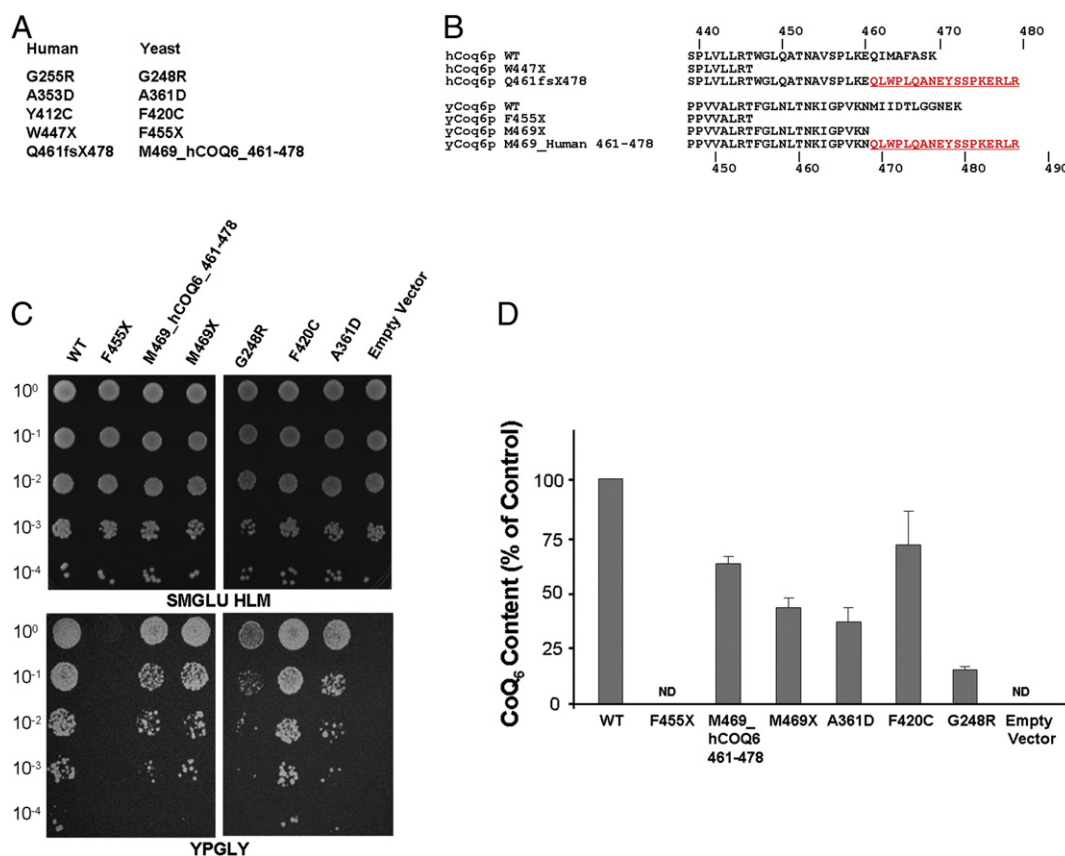 A
Human Yeast
G255R G248R
A353D A361D
Y412C F420C
W447X F455X
Q461fsX478 M469_hCOQ6_461-478
B
440 450 460 470 480
hCoq6p WT SPLVLLRTWGLQATNAVSPLKEQIMAFASK
hCoq6p W447X SPLVLLRT
hCoq6p Q461fsX478 SPLVLLRTWGLQATNAVSPLKEQLWPLQANEYSSPKERLR
yCoq6p WT PPVVALRTFGLNLTNKIGPVKNMIIDTLGGNEK
yCoq6p F455X PPVVALRT
yCoq6p M469X PPVVALRTFGLNLTNKIGPVKN
yCoq6p M469_Human 461-478 PPVVALRTFGLNLTNKIGPVKNQLWPLQANEYSSPKERLR
450 460 470 480 490
C
WT F455X M469_hCOQ6_461-478 M469X G248R F420C A361D Empty Vector
10⁰
10⁻¹
10⁻²
10⁻³
10⁻⁴
SMGLU HLM
10⁰
10⁻¹
10⁻²
10⁻³
10⁻⁴
YPGLY
D
CoQ₆ Content (% of Control)
100
75
50
25
0
ND ND
WT F455X M469_ M469X A361D F420C G248R Empty
hCOQ6 Vector
461-478